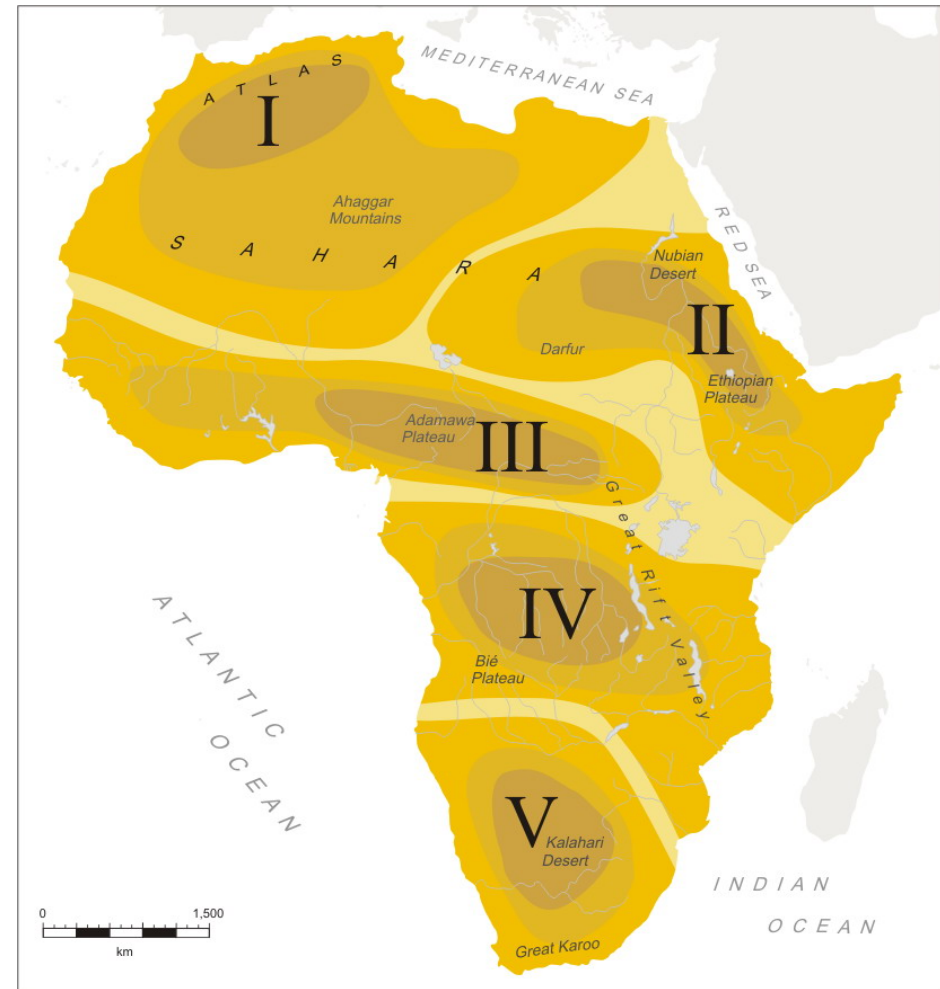 MEDITERRANEAN SEA
ATLAS
I
Ahaggar
Mountains
SAHARA
RED SEA
Nubian
Desert
II
Darfur
Ethiopian
Plateau
Adamawa
Plateau
III
Great Rift Valley
IV
Bié
Plateau
ATLANTIC
OCEAN
V
Kalahari
Desert
Great Karoo
INDIAN
OCEAN
0 1,500
km